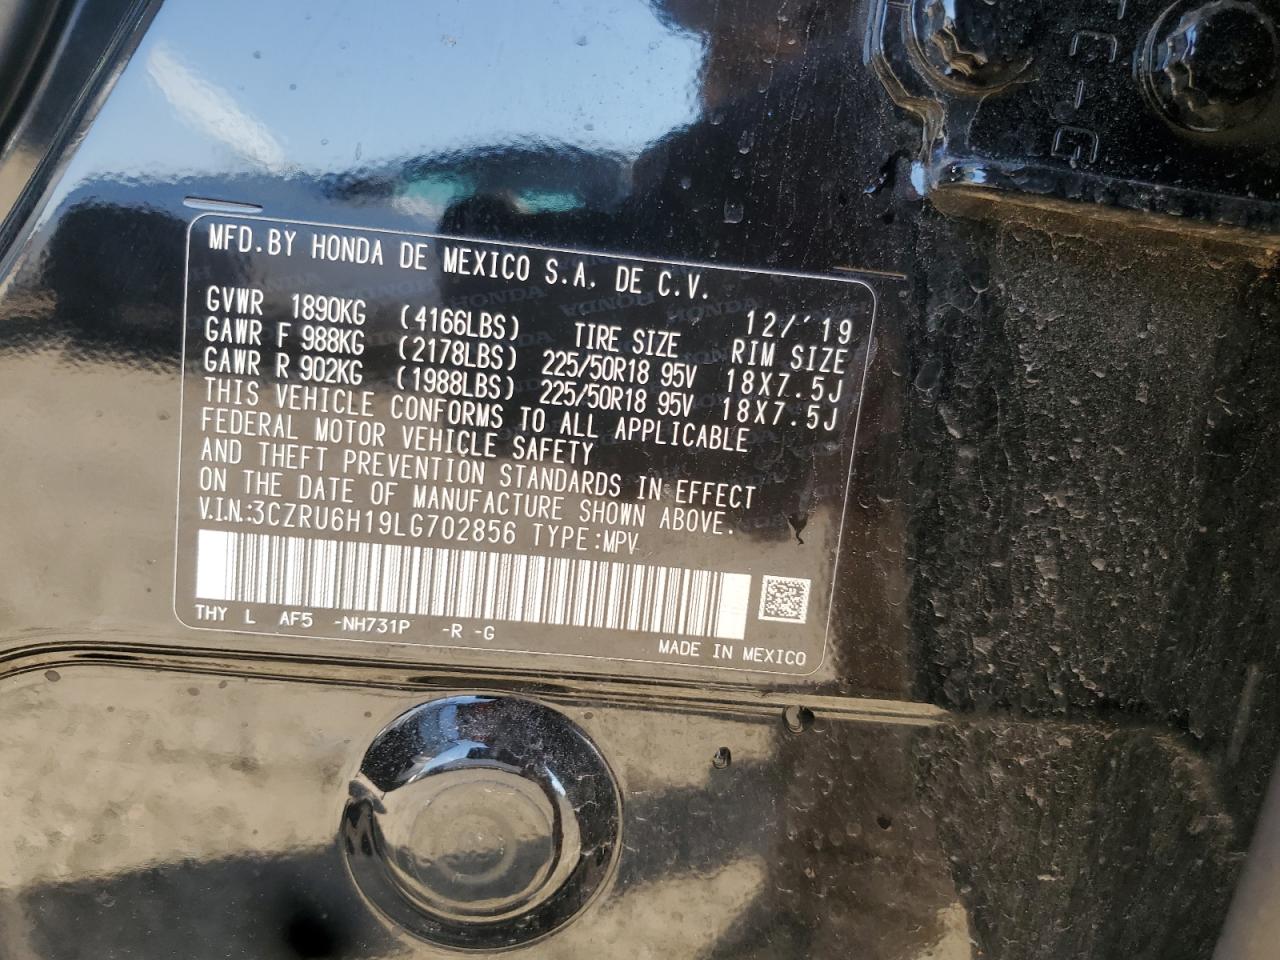 MFD.BY HONDA DE MEXICO S.A. DE C.V.
12/'19
GVWR 1890KG (4166LBS) TIRE SIZE RIM SIZE
GAWR F 988KG (2178LBS) 225/50R18 95V 18X7.5J
GAWR R 902KG (1988LBS) 225/50R18 95V 18X7.5J
THIS VEHICLE CONFORMS TO ALL APPLICABLE
FEDERAL MOTOR VEHICLE SAFETY
AND THEFT PREVENTION STANDARDS IN EFFECT
ON THE DATE OF MANUFACTURE SHOWN ABOVE.
V.I.N.:3CZRU6H19LG702856 TYPE:MPV
THY L AF5 -NH731P -R -G
MADE IN MEXICO